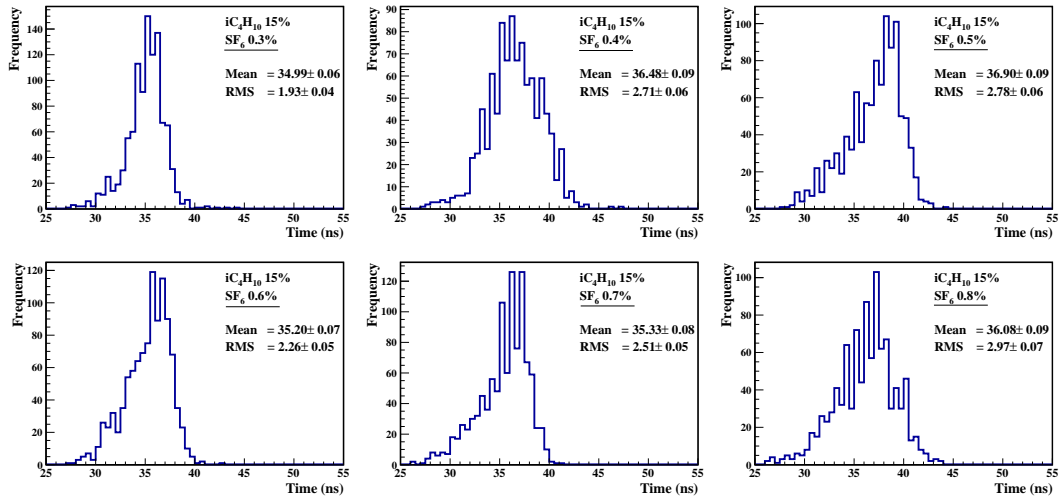 Frequency
140
120
100
80
60
40
20
0
25 30 35 40 45 50 55
Time (ns)
iC₄H₁₀ 15%
SF₆ 0.3%
Mean = 34.99± 0.06
RMS = 1.93± 0.04
Frequency
90
80
70
60
50
40
30
20
10
0
25 30 35 40 45 50 55
Time (ns)
iC₄H₁₀ 15%
SF₆ 0.4%
Mean = 36.48± 0.09
RMS = 2.71± 0.06
Frequency
100
80
60
40
20
0
25 30 35 40 45 50 55
Time (ns)
iC₄H₁₀ 15%
SF₆ 0.5%
Mean = 36.90± 0.09
RMS = 2.78± 0.06
Frequency
120
100
80
60
40
20
0
25 30 35 40 45 50 55
Time (ns)
iC₄H₁₀ 15%
SF₆ 0.6%
Mean = 35.20± 0.07
RMS = 2.26± 0.05
Frequency
120
100
80
60
40
20
0
25 30 35 40 45 50 55
Time (ns)
iC₄H₁₀ 15%
SF₆ 0.7%
Mean = 35.33± 0.08
RMS = 2.51± 0.05
Frequency
100
80
60
40
20
0
25 30 35 40 45 50 55
Time (ns)
iC₄H₁₀ 15%
SF₆ 0.8%
Mean = 36.08± 0.09
RMS = 2.97± 0.07